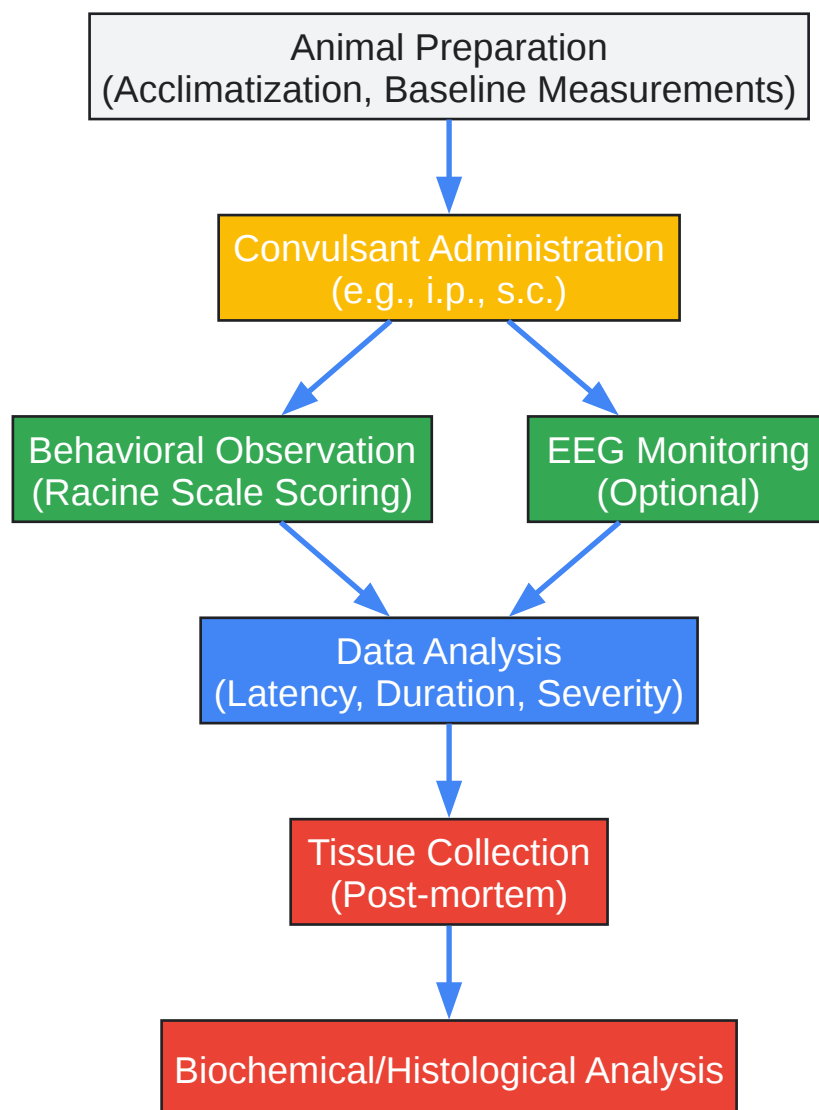 Animal Preparation
(Acclimatization, Baseline Measurements)
Convulsant Administration
(e.g., i.p., s.c.)
Behavioral Observation
(Racine Scale Scoring)
EEG Monitoring
(Optional)
Data Analysis
(Latency, Duration, Severity)
Tissue Collection
(Post-mortem)
Biochemical/Histological Analysis